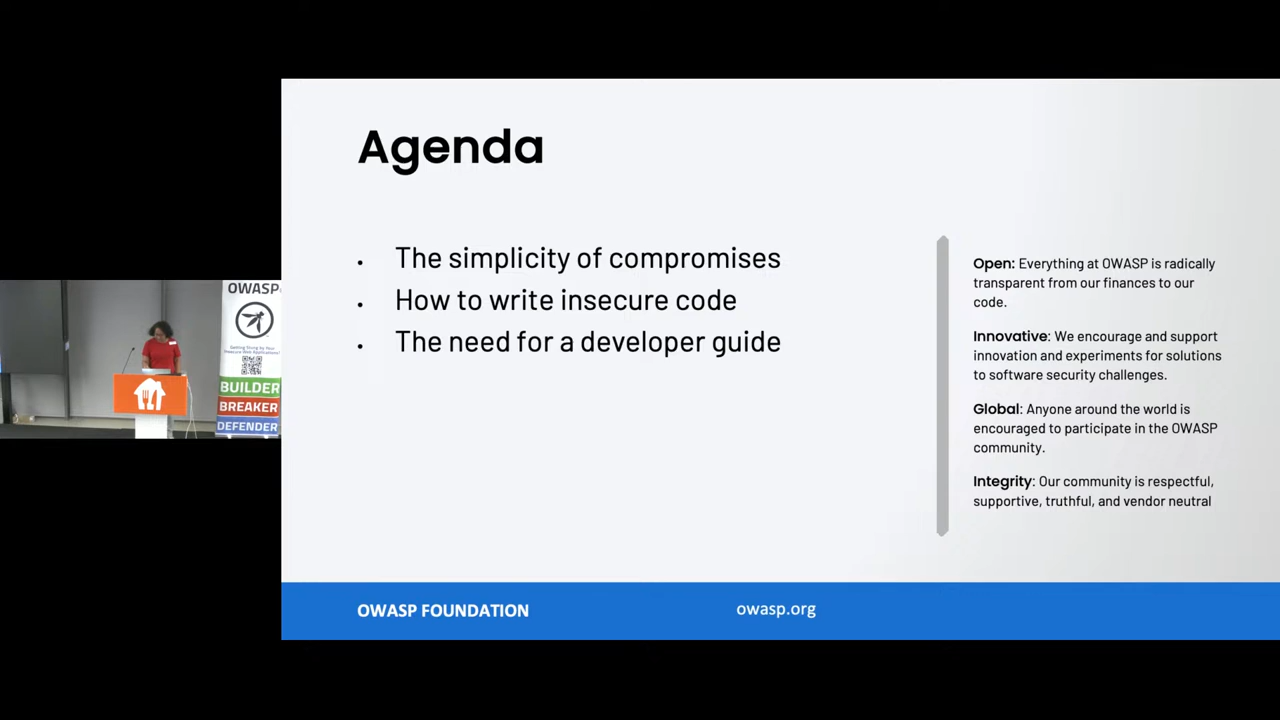 Agenda
The simplicity of compromises
How to write insecure code
The need for a developer guide
Open: Everything at OWASP is radically
transparent from our finances to our
code.
Innovative: We encourage and support
innovation and experiments for solutions
to software security challenges.
Global: Anyone around the world is
encouraged to participate in the OWASP
community.
Integrity: Our community is respectful,
supportive, truthful, and vendor neutral
OWASP FOUNDATION
owasp.org
OWASP
BUILDER
BREAKER
DEFENDER